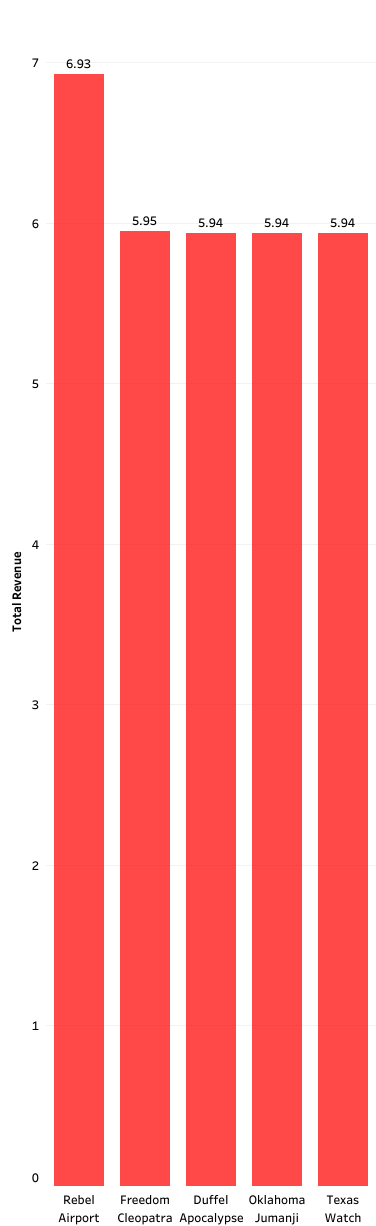 7
6.93
6
5.95
5.94
5.94
5.94
5
4
Total Revenue
3
2
1
0
Rebel Airport
Freedom Cleopatra
Duffel Apocalypse
Oklahoma Jumanji
Texas Watch